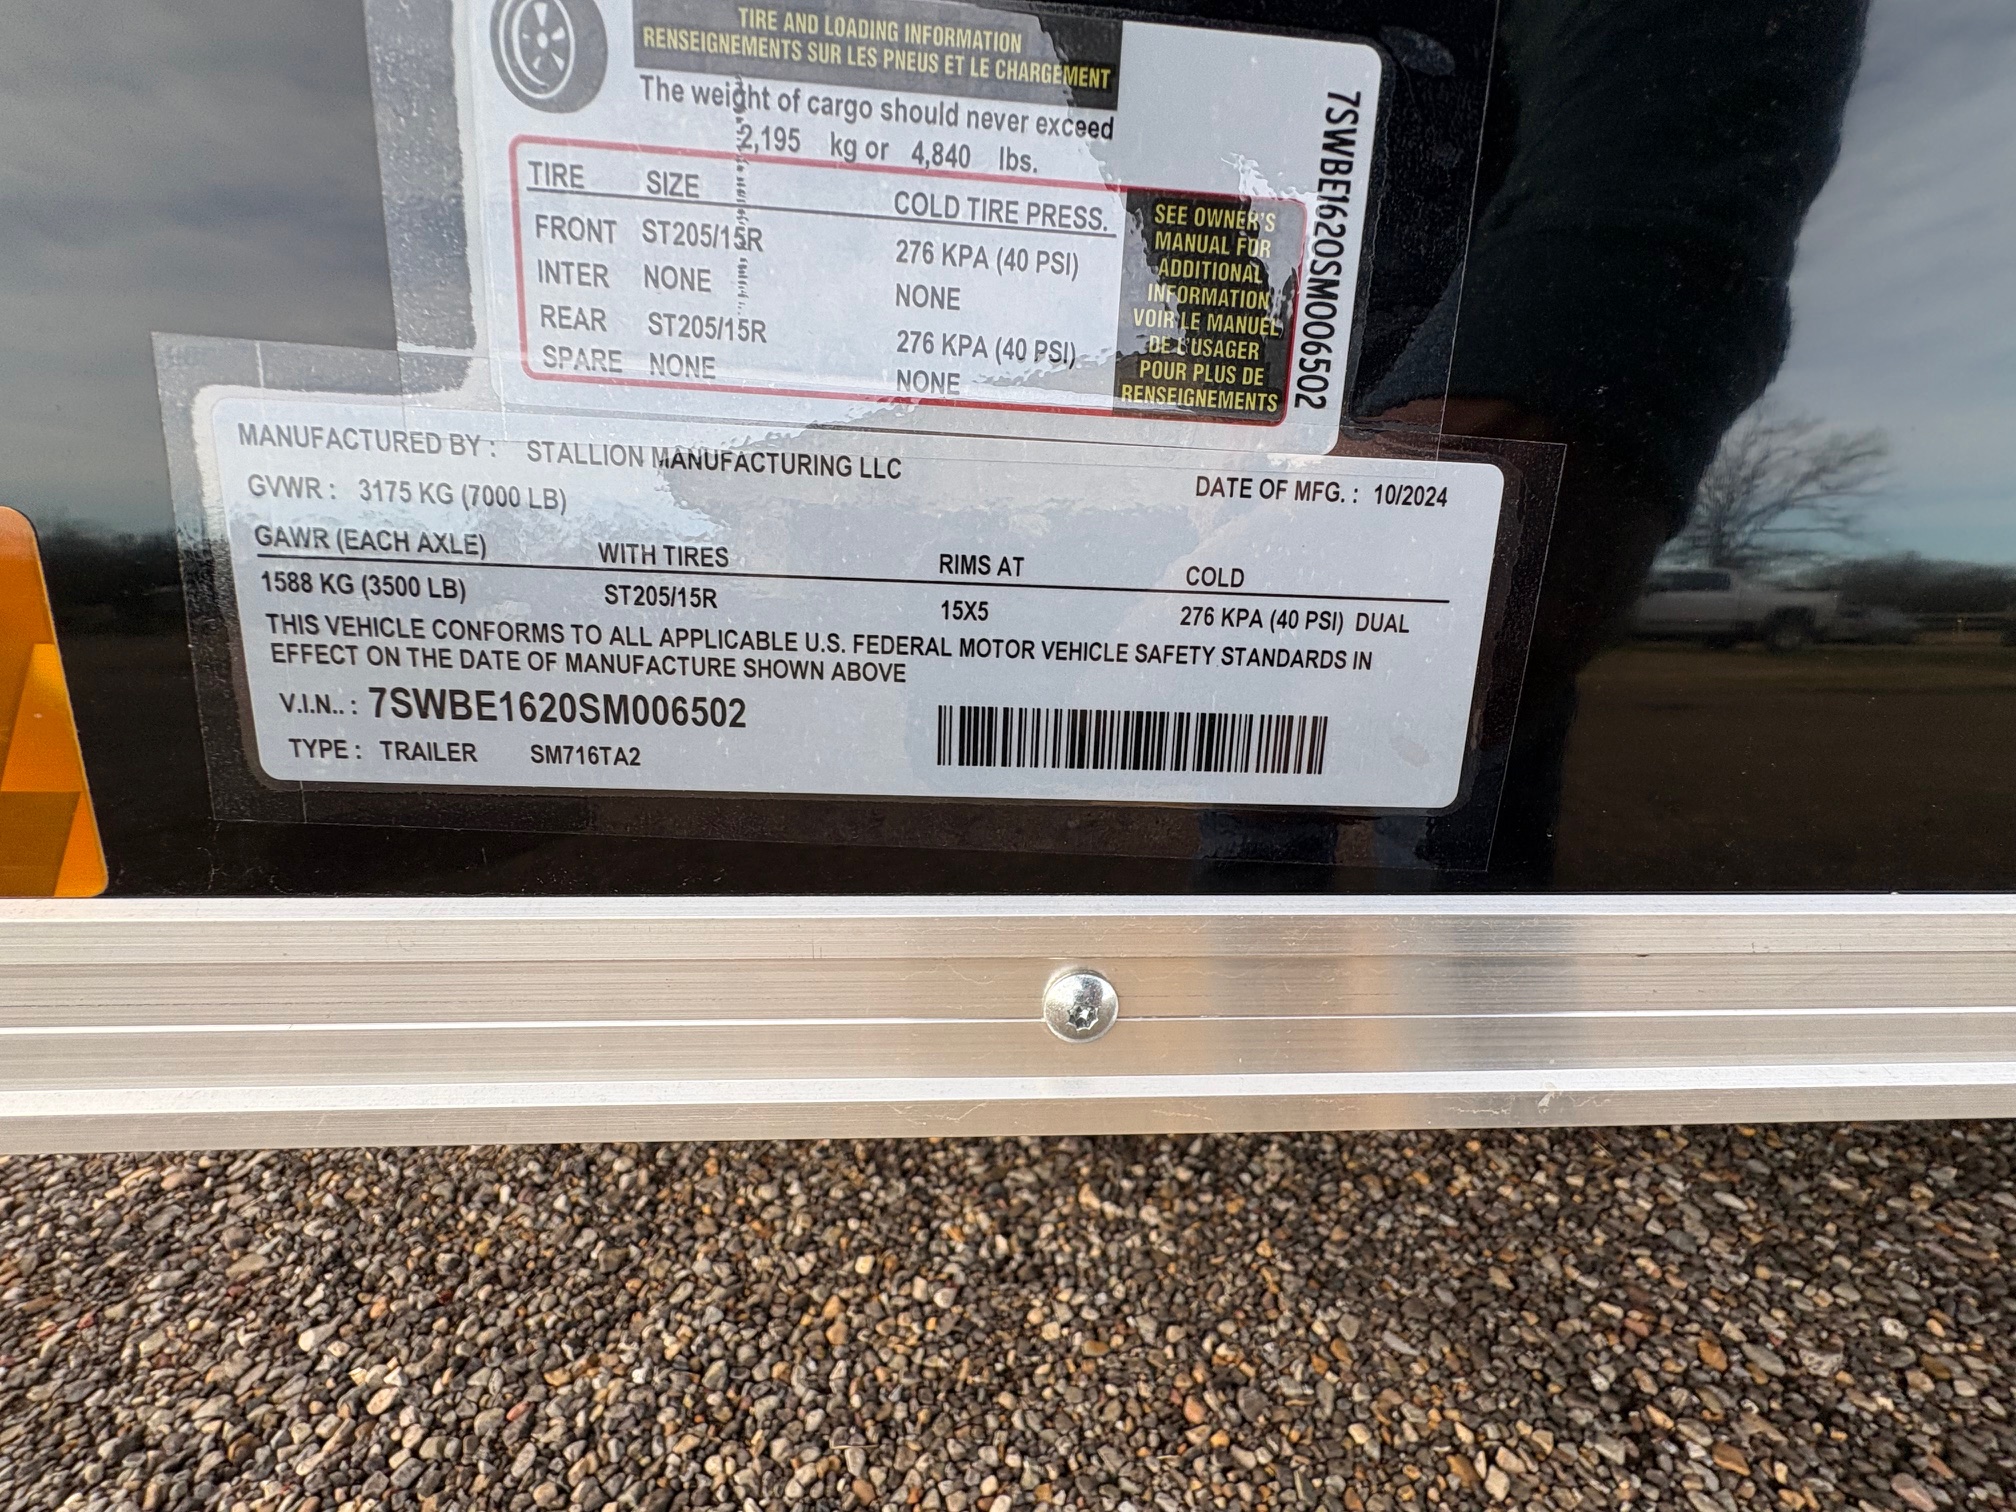 TIRE AND LOADING INFORMATION
RENSEIGNEMENTS SUR LES PNEUS ET LE CHARGEMENT
The weight of cargo should never exceed
2,195 kg or 4,840 lbs.
TIRE SIZE COLD TIRE PRESS.
FRONT ST205/15R 276 KPA (40 PSI)
INTER NONE NONE
REAR ST205/15R 276 KPA (40 PSI)
SPARE NONE NONE
SEE OWNER'S
MANUAL FOR
ADDITIONAL
INFORMATION
VOIR LE MANUEL
DE L'USAGER
POUR PLUS DE
RENSEIGNEMENTS
7SWBE1620SM006502
MANUFACTURED BY : STALLION MANUFACTURING LLC
GVWR : 3175 KG (7000 LB) DATE OF MFG. : 10/2024
GAWR (EACH AXLE) WITH TIRES RIMS AT COLD
1588 KG (3500 LB) ST205/15R 15X5 276 KPA (40 PSI) DUAL
THIS VEHICLE CONFORMS TO ALL APPLICABLE U.S. FEDERAL MOTOR VEHICLE SAFETY STANDARDS IN
EFFECT ON THE DATE OF MANUFACTURE SHOWN ABOVE
V.I.N.. : 7SWBE1620SM006502
TYPE : TRAILER SM716TA2